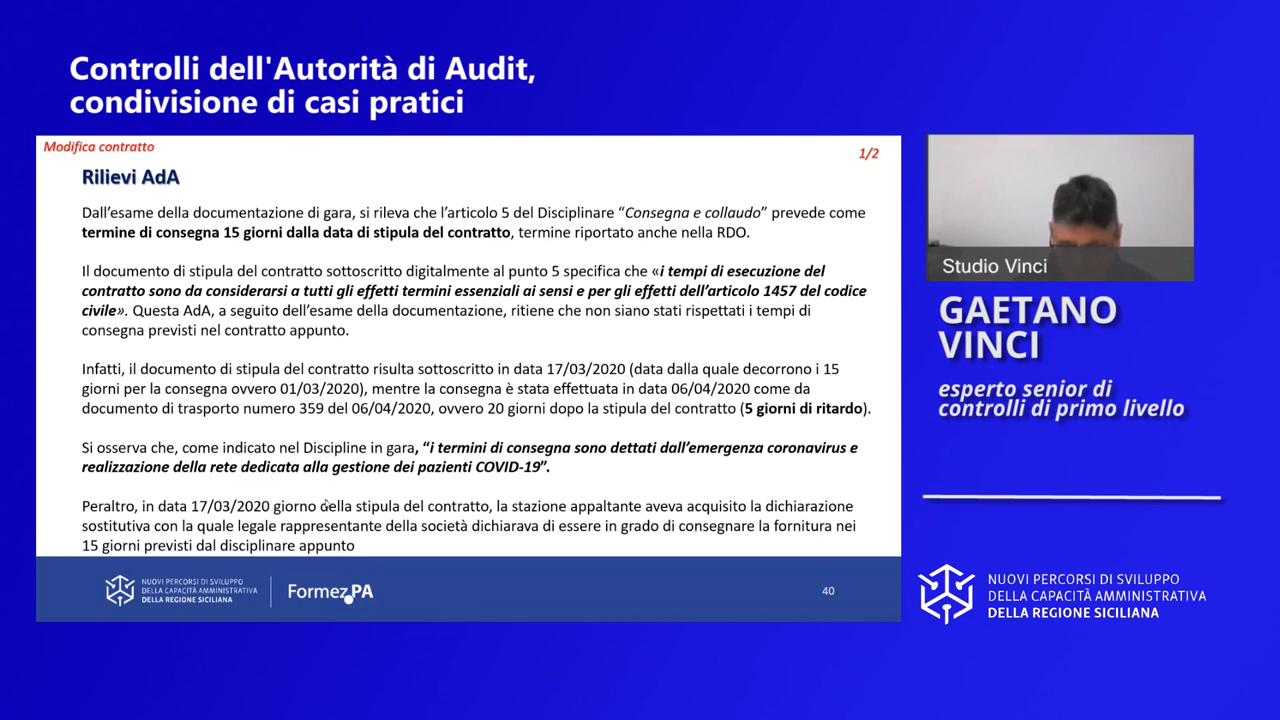 Controlli dell'Autorità di Audit,
condivisione di casi pratici
Modifica contratto
1/2
Rilievi AdA
Dall’esame della documentazione di gara, si rileva che l’articolo 5 del Disciplinare “Consegna e collaudo” prevede come
termine di consegna 15 giorni dalla data di stipula del contratto, termine riportato anche nella RDO.
Il documento di stipula del contratto sottoscritto digitalmente al punto 5 specifica che «i tempi di esecuzione del
contratto sono da considerarsi a tutti gli effetti termini essenziali ai sensi e per gli effetti dell’articolo 1457 del codice
civile». Questa AdA, a seguito dell’esame della documentazione, ritiene che non siano stati rispettati i tempi di
consegna previsti nel contratto appunto.
Infatti, il documento di stipula del contratto risulta sottoscritto in data 17/03/2020 (data dalla quale decorrono i 15
giorni per la consegna ovvero 01/03/2020), mentre la consegna è stata effettuata in data 06/04/2020 come da
documento di trasporto numero 359 del 06/04/2020, ovvero 20 giorni dopo la stipula del contratto (5 giorni di ritardo).
Si osserva che, come indicato nel Discipline in gara, “i termini di consegna sono dettati dall’emergenza coronavirus e
realizzazione della rete dedicata alla gestione dei pazienti COVID-19”.
Peraltro, in data 17/03/2020 giorno della stipula del contratto, la stazione appaltante aveva acquisito la dichiarazione
sostitutiva con la quale legale rappresentante della società dichiarava di essere in grado di consegnare la fornitura nei
15 giorni previsti dal disciplinare appunto
NUOVI PERCORSI DI SVILUPPO
DELLA CAPACITÀ AMMINISTRATIVA
DELLA REGIONE SICILIANA
Formez PA
40
Studio Vinci
GAETANO
VINCI
esperto senior di
controlli di primo livello
NUOVI PERCORSI DI SVILUPPO
DELLA CAPACITÀ AMMINISTRATIVA
DELLA REGIONE SICILIANA